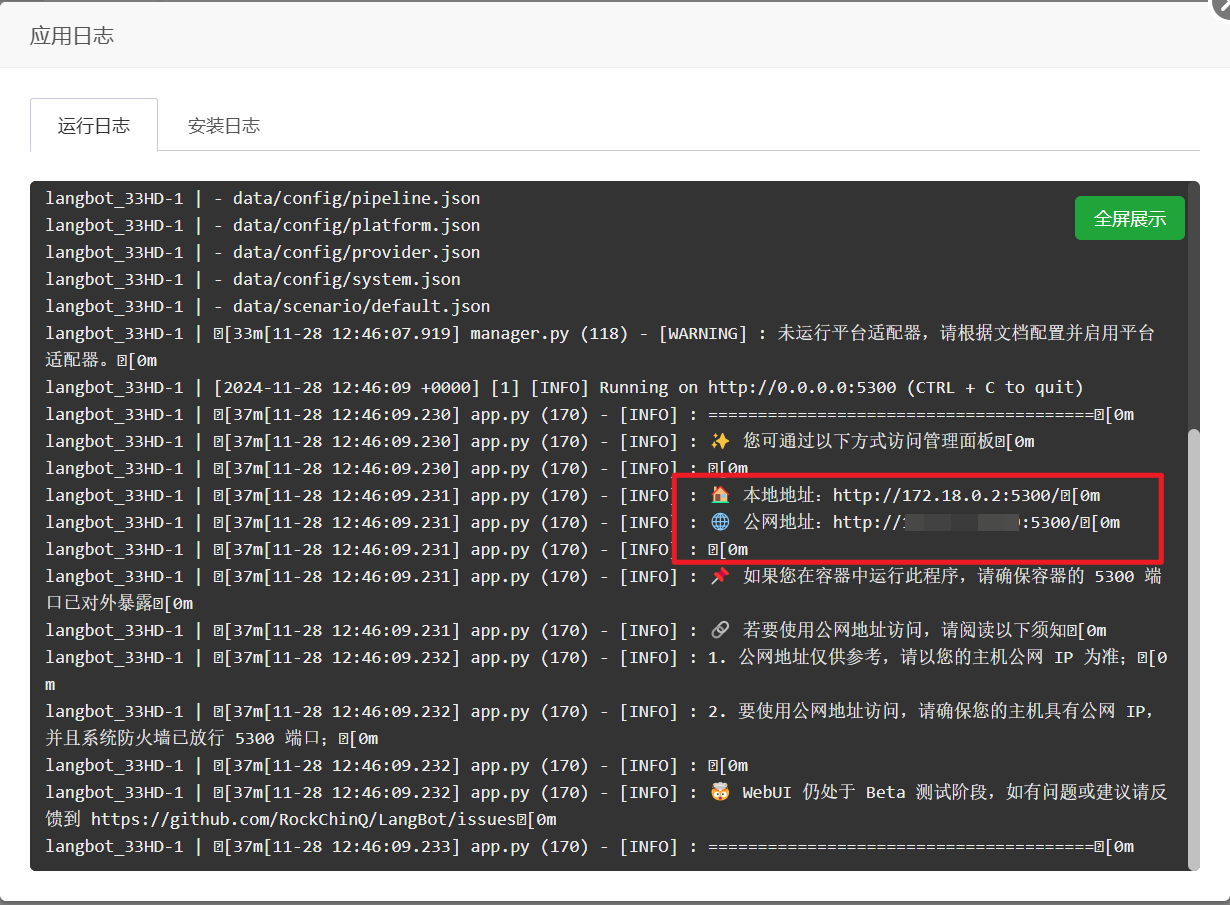 应用日志
运行日志
安装日志
全屏展示
langbot_33HD-1 | - data/config/pipeline.json
langbot_33HD-1 | - data/config/platform.json
langbot_33HD-1 | - data/config/provider.json
langbot_33HD-1 | - data/config/system.json
langbot_33HD-1 | - data/scenario/default.json
langbot_33HD-1 | [33m[11-28 12:46:07.919] manager.py (118) - [WARNING] : 未运行平台适配器，请根据文档配置并启用平台
适配器。[0m
langbot_33HD-1 | [2024-11-28 12:46:09 +0000] [1] [INFO] Running on http://0.0.0.0:5300 (CTRL + C to quit)
langbot_33HD-1 | [37m[11-28 12:46:09.230] app.py (170) - [INFO] : =======================================[0m
langbot_33HD-1 | [37m[11-28 12:46:09.230] app.py (170) - [INFO] : ✨ 您可通过以下方式访问管理面板[0m
langbot_33HD-1 | [37m[11-28 12:46:09.230] app.py (170) - [INFO] : [0m
langbot_33HD-1 | [37m[11-28 12:46:09.231] app.py (170) - [INFO] : 🏠 本地地址：http://172.18.0.2:5300/[0m
langbot_33HD-1 | [37m[11-28 12:46:09.231] app.py (170) - [INFO] : 🌐 公网地址：http:// :5300/[0m
langbot_33HD-1 | [37m[11-28 12:46:09.231] app.py (170) - [INFO] : [0m
langbot_33HD-1 | [37m[11-28 12:46:09.231] app.py (170) - [INFO] : 📌 如果您在容器中运行此程序，请确保容器的 5300 端
口已对外暴露[0m
langbot_33HD-1 | [37m[11-28 12:46:09.231] app.py (170) - [INFO] : 🔗 若要使用公网地址访问，请阅读以下须知[0m
langbot_33HD-1 | [37m[11-28 12:46:09.232] app.py (170) - [INFO] : 1. 公网地址仅供参考，请以您的主机公网 IP 为准；[0
m
langbot_33HD-1 | [37m[11-28 12:46:09.232] app.py (170) - [INFO] : 2. 要使用公网地址访问，请确保您的主机具有公网 IP，
并且系统防火墙已放行 5300 端口；[0m
langbot_33HD-1 | [37m[11-28 12:46:09.232] app.py (170) - [INFO] : [0m
langbot_33HD-1 | [37m[11-28 12:46:09.232] app.py (170) - [INFO] : 🤯 WebUI 仍处于 Beta 测试阶段，如有问题或建议请反
馈到 https://github.com/RockChinQ/LangBot/issues[0m
langbot_33HD-1 | [37m[11-28 12:46:09.233] app.py (170) - [INFO] : =======================================[0m